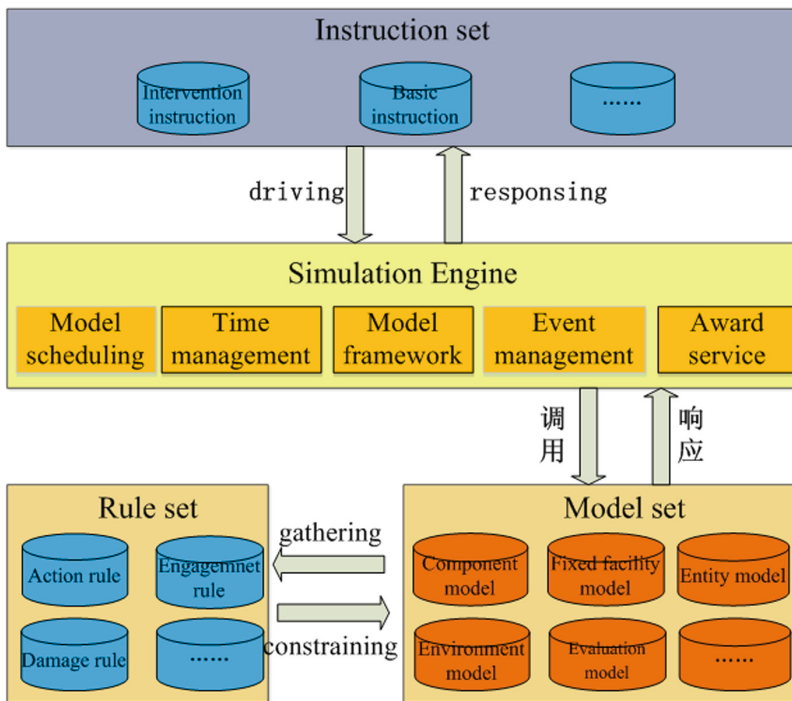 Instruction set
Intervention
instruction
Basic
instruction
……
driving
responsing
Simulation Engine
Model
scheduling
Time
management
Model
framework
Event
management
Award
service
调
用
响
应
Rule set
Action rule
Engagemnet
rule
Damage rule
……
gathering
constraining
Model set
Component
model
Fixed facility
model
Entity model
Environment
model
Evaluation
model
……